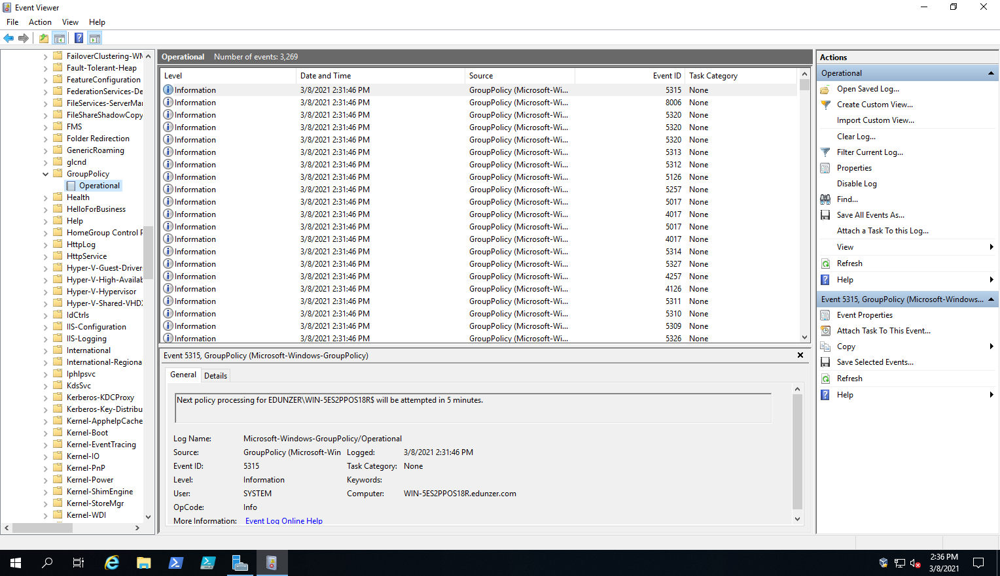 Event Viewer
File Action View Help
FailoverClustering-WM
Fault-Tolerant-Heap
FeatureConfiguration
FederationServices-De
FileServices-ServerMar
FileShareShadowCopy
FMS
Folder Redirection
GenericRoaming
glcnd
GroupPolicy
Operational
Health
HelloForBusiness
Help
HomeGroup Control P
HttpLog
HttpService
Hyper-V-Guest-Driver
Hyper-V-High-Availab
Hyper-V-Hypervisor
Hyper-V-Shared-VHDX
IdCtrls
IIS-Configuration
IIS-Logging
International
International-Regiona
Iphlpsvc
KdsSvc
Kerberos-KDCProxy
Kerberos-Key-Distribu
Kernel-ApphelpCache
Kernel-Boot
Kernel-EventTracing
Kernel-IO
Kernel-PnP
Kernel-Power
Kernel-ShimEngine
Kernel-StoreMgr
Kernel-WDI
Operational Number of events: 3,269
Level Date and Time Source Event ID Task Category
Information 3/8/2021 2:31:46 PM GroupPolicy (Microsoft-Wi... 5315 None
Information 3/8/2021 2:31:46 PM GroupPolicy (Microsoft-Wi... 8006 None
Information 3/8/2021 2:31:46 PM GroupPolicy (Microsoft-Wi... 5320 None
Information 3/8/2021 2:31:46 PM GroupPolicy (Microsoft-Wi... 5320 None
Information 3/8/2021 2:31:46 PM GroupPolicy (Microsoft-Wi... 5320 None
Information 3/8/2021 2:31:46 PM GroupPolicy (Microsoft-Wi... 5313 None
Information 3/8/2021 2:31:46 PM GroupPolicy (Microsoft-Wi... 5312 None
Information 3/8/2021 2:31:46 PM GroupPolicy (Microsoft-Wi... 5126 None
Information 3/8/2021 2:31:46 PM GroupPolicy (Microsoft-Wi... 5257 None
Information 3/8/2021 2:31:46 PM GroupPolicy (Microsoft-Wi... 5017 None
Information 3/8/2021 2:31:46 PM GroupPolicy (Microsoft-Wi... 4017 None
Information 3/8/2021 2:31:46 PM GroupPolicy (Microsoft-Wi... 5017 None
Information 3/8/2021 2:31:46 PM GroupPolicy (Microsoft-Wi... 4017 None
Information 3/8/2021 2:31:46 PM GroupPolicy (Microsoft-Wi... 5314 None
Information 3/8/2021 2:31:46 PM GroupPolicy (Microsoft-Wi... 5327 None
Information 3/8/2021 2:31:46 PM GroupPolicy (Microsoft-Wi... 4257 None
Information 3/8/2021 2:31:46 PM GroupPolicy (Microsoft-Wi... 4126 None
Information 3/8/2021 2:31:46 PM GroupPolicy (Microsoft-Wi... 5311 None
Information 3/8/2021 2:31:46 PM GroupPolicy (Microsoft-Wi... 5310 None
Information 3/8/2021 2:31:46 PM GroupPolicy (Microsoft-Wi... 5309 None
Information 3/8/2021 2:31:46 PM GroupPolicy (Microsoft-Wi... 5326 None
Event 5315, GroupPolicy (Microsoft-Windows-GroupPolicy)
General Details
Next policy processing for EDUNZER\WIN-5ES2PPOS18R$ will be attempted in 5 minutes.
Log Name: Microsoft-Windows-GroupPolicy/Operational
Source: GroupPolicy (Microsoft-Win Logged: 3/8/2021 2:31:46 PM
Event ID: 5315 Task Category: None
Level: Information Keywords:
User: SYSTEM Computer: WIN-5ES2PPOS18R.edunzer.com
OpCode: Info
More Information: Event Log Online Help
Actions
Operational
Open Saved Log...
Create Custom View...
Import Custom View...
Clear Log...
Filter Current Log...
Properties
Disable Log
Find...
Save All Events As...
Attach a Task To this Log...
View
Refresh
Help
Event 5315, GroupPolicy (Microsoft-Windows...
Event Properties
Attach Task To This Event...
Copy
Save Selected Events...
Refresh
Help
2:36 PM
3/8/2021